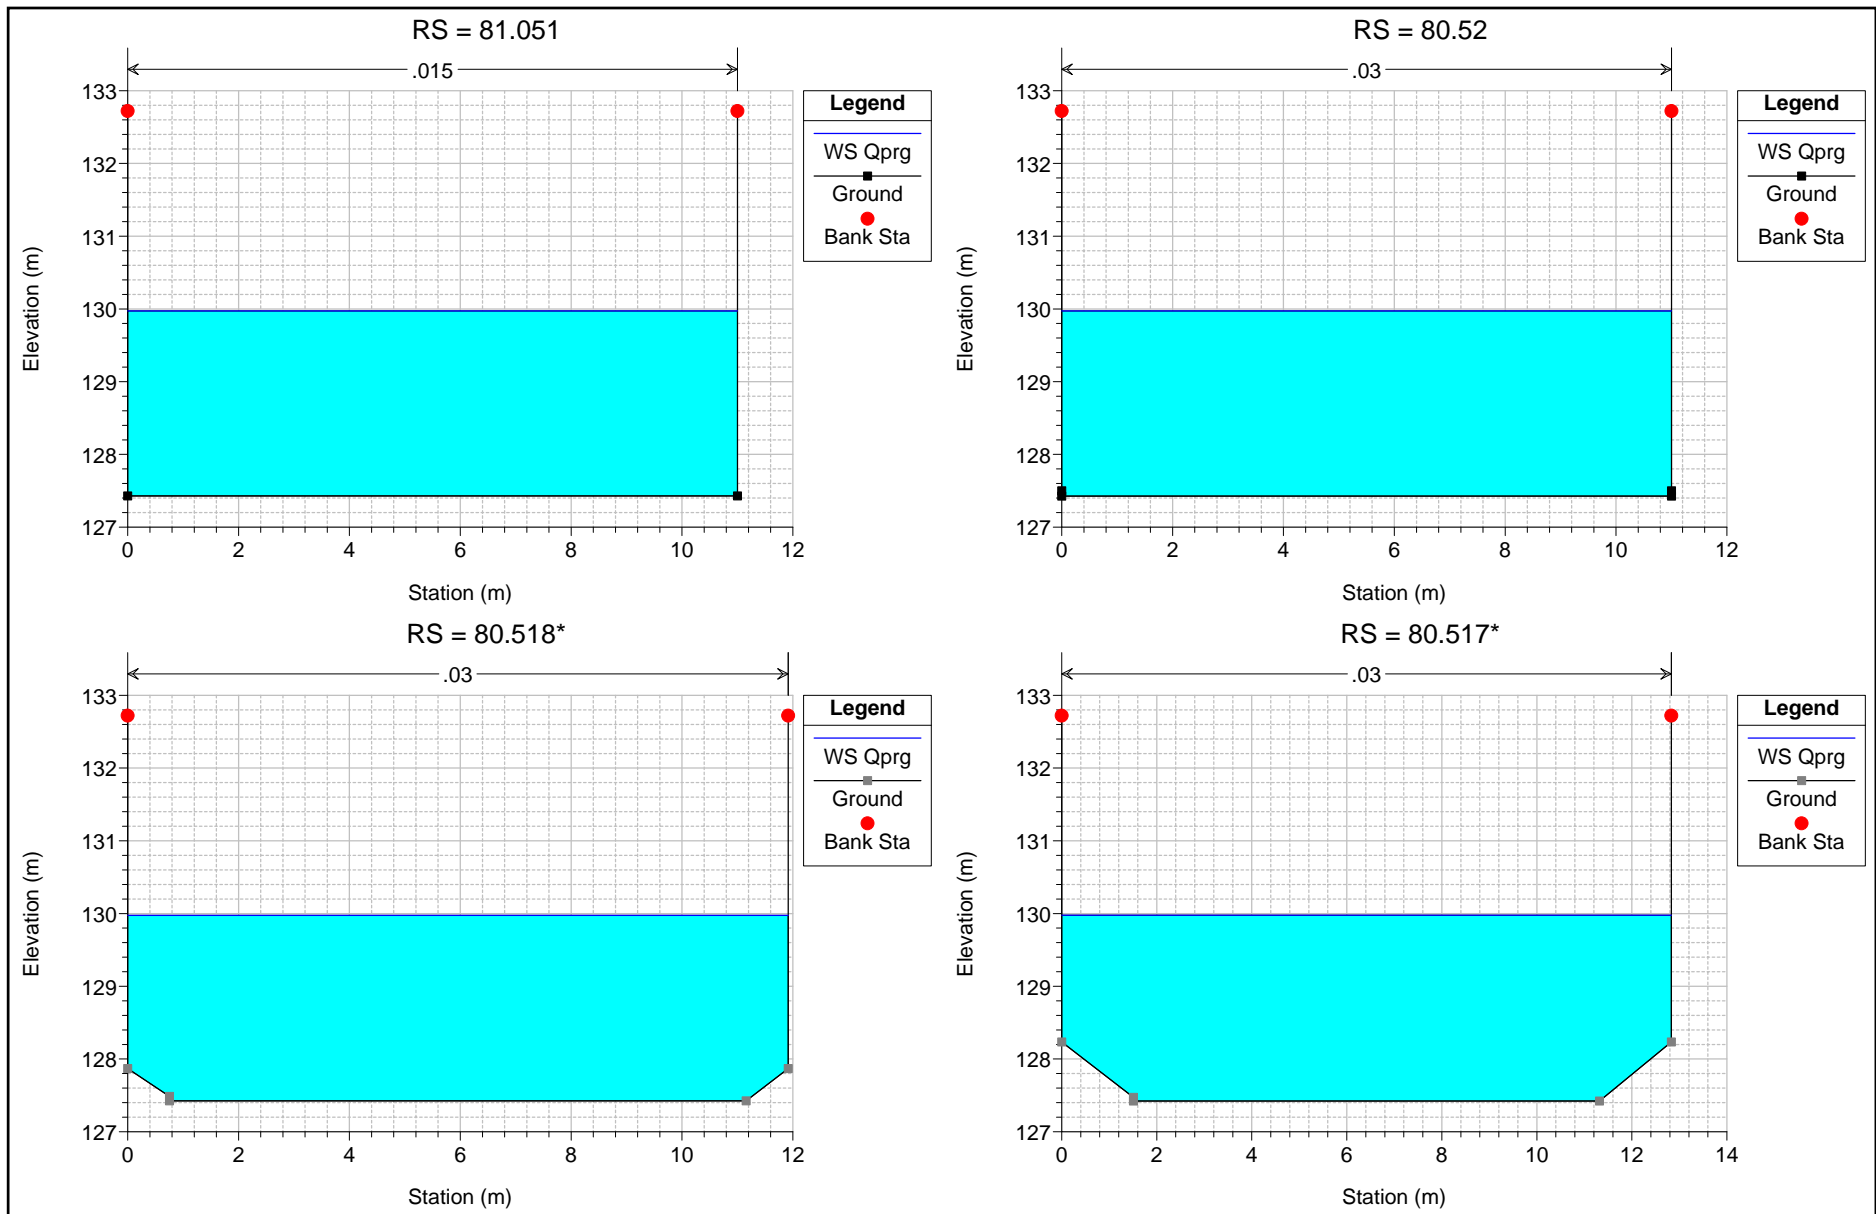 RS = 81.051
.015
133
132
131
130
129
128
127
0 2 4 6 8 10 12
Elevation (m)
Station (m)
Legend
WS Qprg
Ground
Bank Sta
RS = 80.52
.03
133
132
131
130
129
128
127
0 2 4 6 8 10 12
Elevation (m)
Station (m)
Legend
WS Qprg
Ground
Bank Sta
RS = 80.518*
.03
133
132
131
130
129
128
127
0 2 4 6 8 10 12
Elevation (m)
Station (m)
Legend
WS Qprg
Ground
Bank Sta
RS = 80.517*
.03
133
132
131
130
129
128
127
0 2 4 6 8 10 12 14
Elevation (m)
Station (m)
Legend
WS Qprg
Ground
Bank Sta